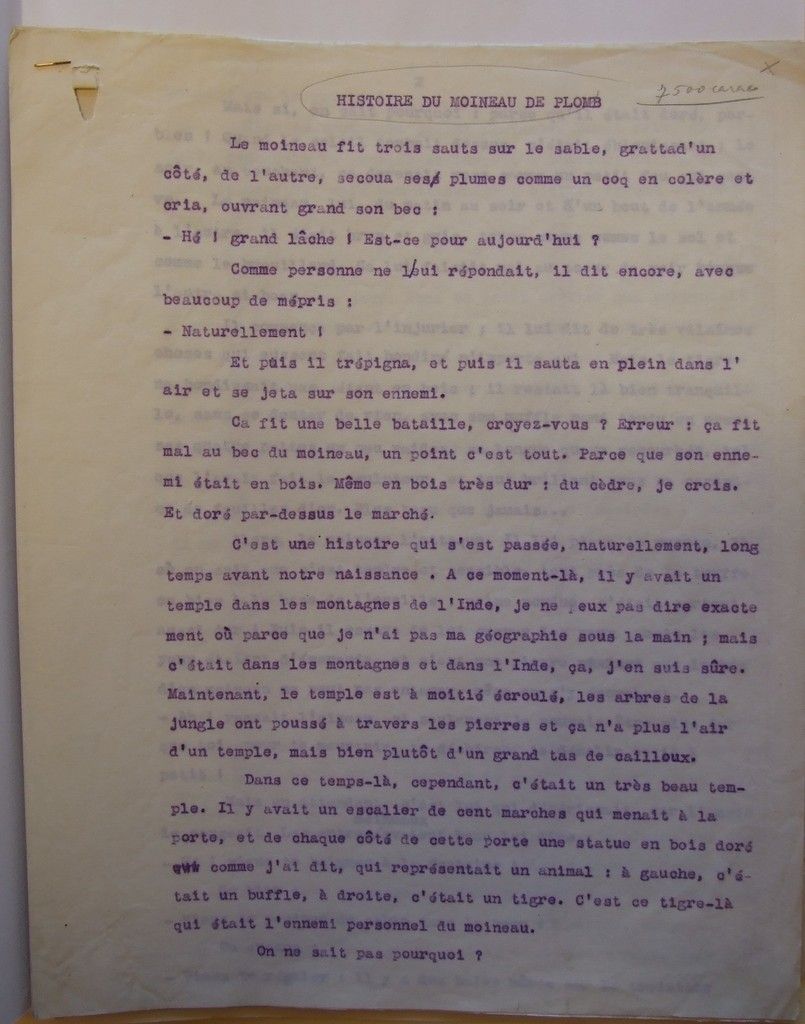 HISTOIRE DU MOINEAU DE PLOMB
7500 carac
Le moineau fit trois sauts sur le sable, grattad'un
côté, de l'autre, secoua ses plumes comme un coq en colère et
cria, ouvrant grand son bec :
- Hé ! grand lâche ! Est-ce pour aujourd'hui ?
Comme personne ne lui répondait, il dit encore, avec
beaucoup de mépris :
- Naturellement !
Et puis il trépigna, et puis il sauta en plein dans l'
air et se jeta sur son ennemi.
Ca fit une belle bataille, croyez-vous ? Erreur : ça fit
mal au bec du moineau, un point c'est tout. Parce que son enne-
mi était en bois. Même en bois très dur : du cèdre, je crois.
Et doré par-dessus le marché.
C'est une histoire qui s'est passée, naturellement, long
temps avant notre naissance . A ce moment-là, il y avait un
temple dans les montagnes de l'Inde, je ne peux pas dire exacte
ment où parce que je n'ai pas ma géographie sous la main ; mais
c'était dans les montagnes et dans l'Inde, ça, j'en suis sûre.
Maintenant, le temple est à moitié écroulé, les arbres de la
jungle ont poussé à travers les pierres et ça n'a plus l'air
d'un temple, mais bien plutôt d'un grand tas de cailloux.
Dans ce temps-là, cependant, c'était un très beau tem-
ple. Il y avait un escalier de cent marches qui menait à la
porte, et de chaque côté de cette porte une statue en bois doré
comme j'ai dit, qui représentait un animal : à gauche, c'é-
tait un buffle, à droite, c'était un tigre. C'est ce tigre-là
qui était l'ennemi personnel du moineau.
On ne sait pas pourquoi ?